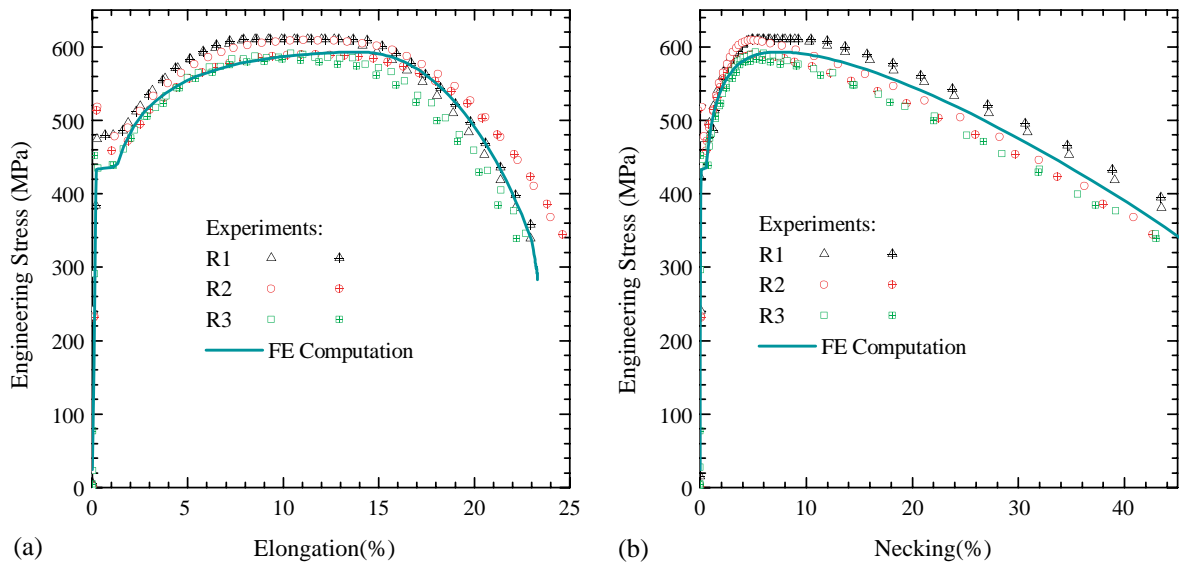 600
500
400
300
200
100
0
Engineering Stress (MPa)
Experiments:
R1
R2
R3
FE Computation
0 5 10 15 20 25
(a) Elongation(%)
600
500
400
300
200
100
0
Engineering Stress (MPa)
Experiments:
R1
R2
R3
FE Computation
0 10 20 30 40
(b) Necking(%)